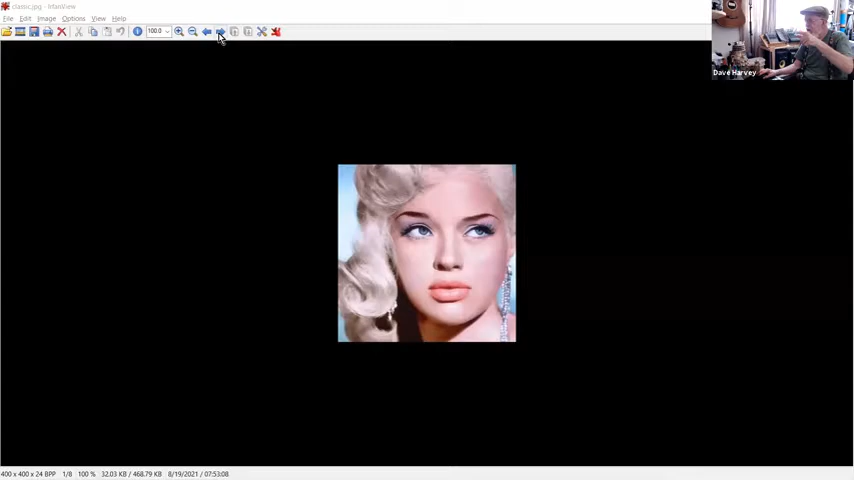 classic.jpg - IrfanView
File Edit Image Options View Help
100.0
Dave Harvey
400 x 400 x 24 BPP 1/8 100 % 32.03 KB / 468.79 KB 8/19/2021 / 07:53:08